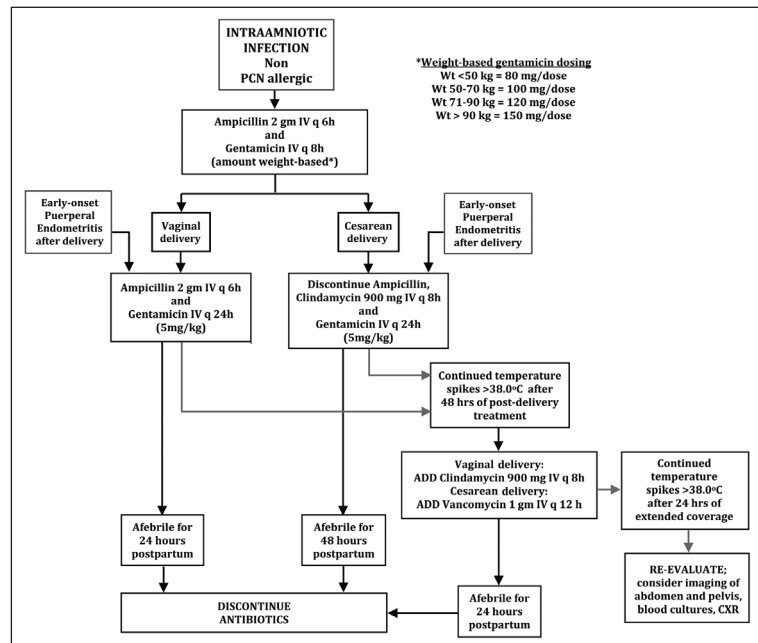 INTRAAMNIOTIC
INFECTION
Non
PCN allergic
*Weight-based gentamicin dosing
Wt <50 kg = 80 mg/dose
Wt 50-70 kg = 100 mg/dose
Wt 71-90 kg = 120 mg/dose
Wt > 90 kg = 150 mg/dose
Ampicillin 2 gm IV q 6h
and
Gentamicin IV q 8h
(amount weight-based*)
Early-onset
Puerperal
Endometritis
after delivery
Vaginal
delivery
Cesarean
delivery
Early-onset
Puerperal
Endometritis
after delivery
Ampicillin 2 gm IV q 6h
and
Gentamicin IV q 24h
(5mg/kg)
Discontinue Ampicillin,
Clindamycin 900 mg IV q 8h
and
Gentamicin IV q 24h
(5mg/kg)
Continued temperature
spikes >38.0ºC after
48 hrs of post-delivery
treatment
Vaginal delivery:
ADD Clindamycin 900 mg IV q 8h
Cesarean delivery:
ADD Vancomycin 1 gm IV q 12 h
Continued
temperature
spikes >38.0ºC
after 24 hrs of
extended coverage
Afebrile for
24 hours
postpartum
Afebrile for
48 hours
postpartum
RE-EVALUATE;
consider imaging of
abdomen and pelvis,
blood cultures, CXR
DISCONTINUE
ANTIBIOTICS
Afebrile for
24 hours
postpartum